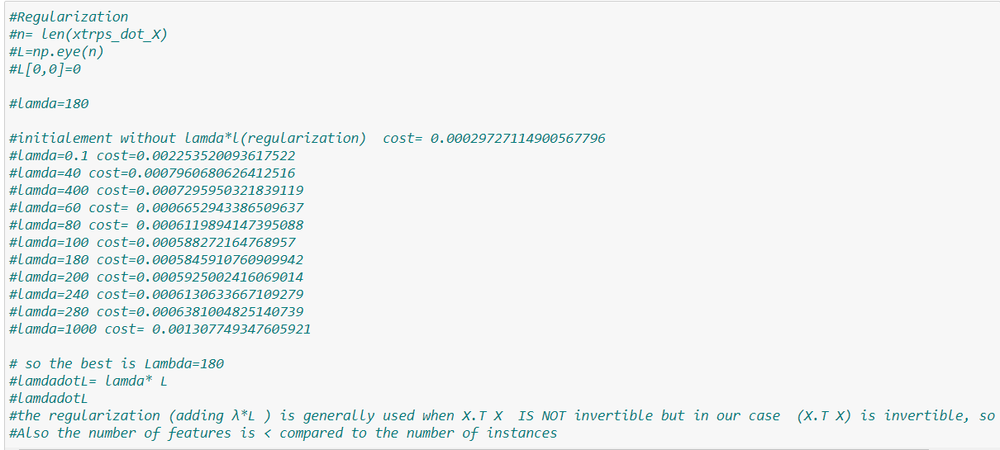 #Regularization
#n= len(xtrps_dot_X)
#L=np.eye(n)
#L[0,0]=0
#lamda=180
#initialement without lamda*l(regularization)  cost= 0.00029727114900567796
#lamda=0.1 cost=0.002253520093617522
#lamda=40 cost=0.0007960680626412516
#lamda=400 cost=0.0007295950321839119
#lamda=60 cost= 0.0006652943386509637
#lamda=80 cost= 0.0006119894147395088
#lamda=100 cost=0.000588272164768957
#lamda=180 cost=0.0005845910760909942
#lamda=200 cost=0.0005925002416069014
#lamda=240 cost=0.0006130633667109279
#lamda=280 cost=0.0006381004825140739
#lamda=1000 cost= 0.001307749347605921
# so the best is Lambda=180
#lamdadotL= lamda* L
#lamdadotL
#the regularization (adding λ*L ) is generally used when X.T X  IS NOT invertible but in our case  (X.T X) is invertible, so
#Also the number of features is < compared to the number of instances